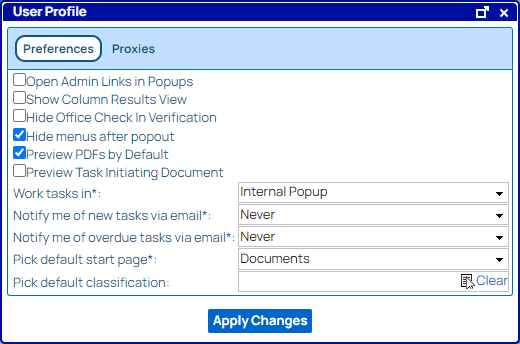 User Profile
Preferences Proxies
Open Admin Links in Popups
Show Column Results View
Hide Office Check In Verification
Hide menus after popout
Preview PDFs by Default
Preview Task Initiating Document
Work tasks in*: Internal Popup
Notify me of new tasks via email*: Never
Notify me of overdue tasks via email*: Never
Pick default start page*: Documents
Pick default classification: Clear
Apply Changes